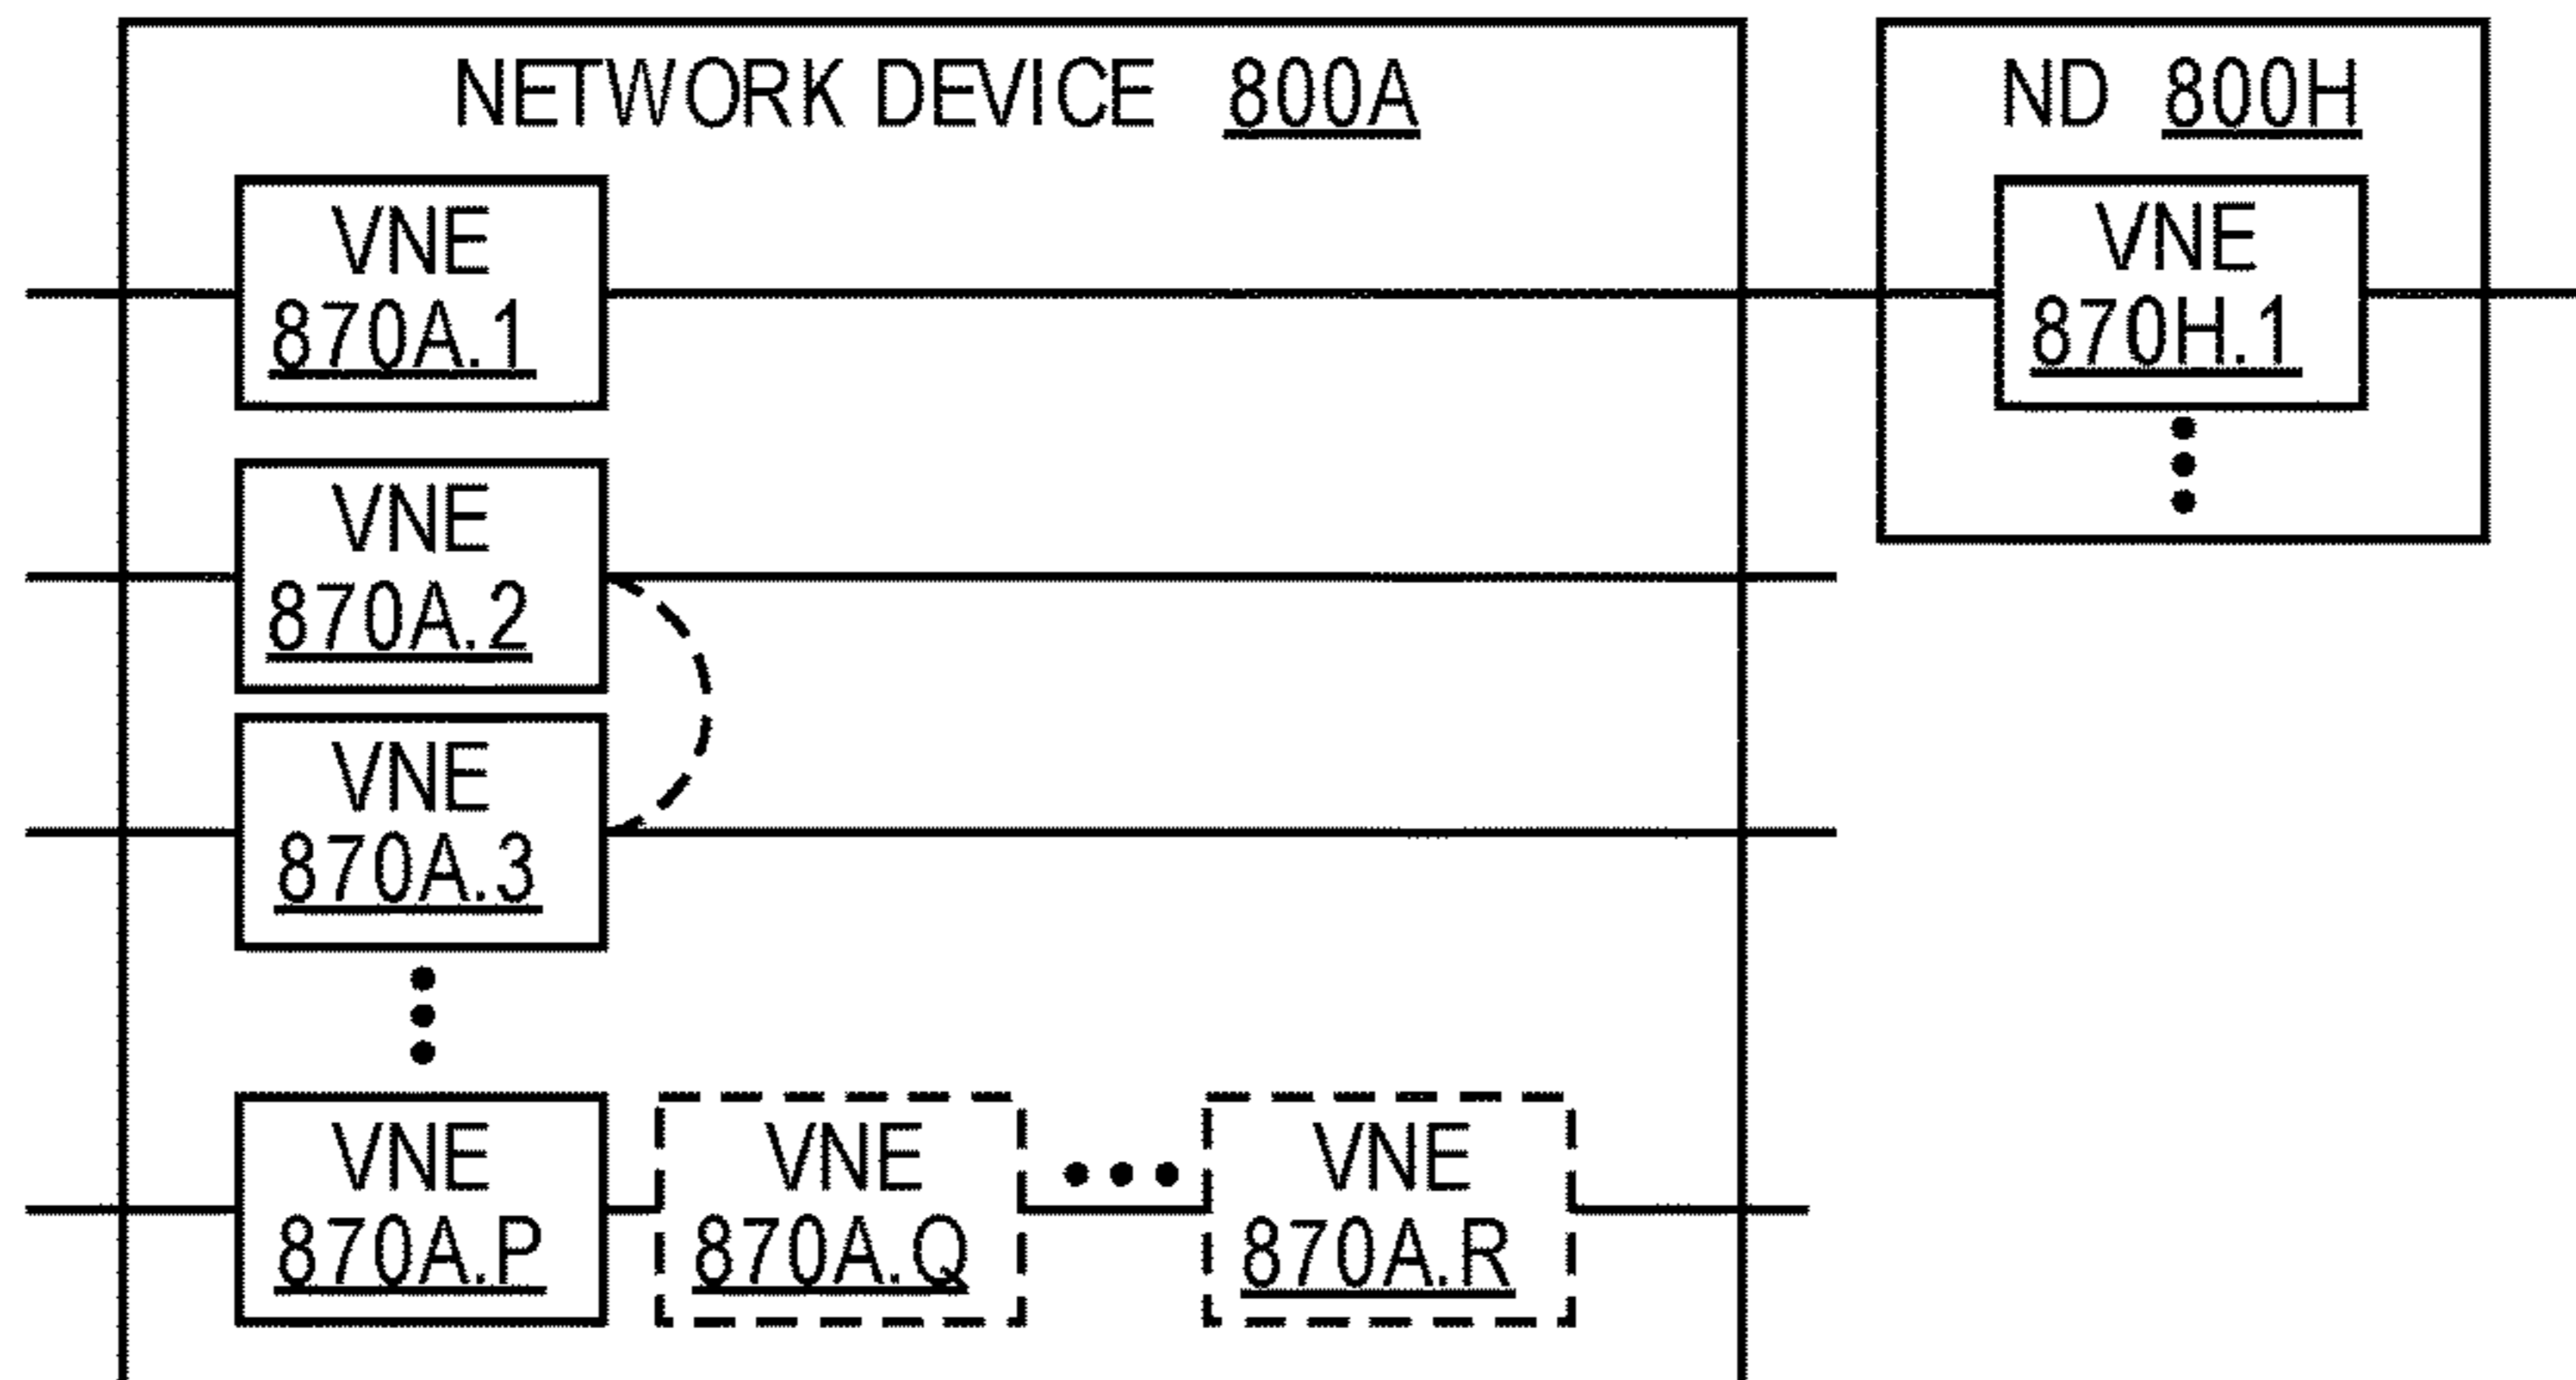 NETWORK DEVICE 800A
ND 800H
VNE
870A.1
VNE
870H.1
VNE
870A.2
VNE
870A.3
VNE
870A.P
VNE
870A.Q
VNE
870A.R